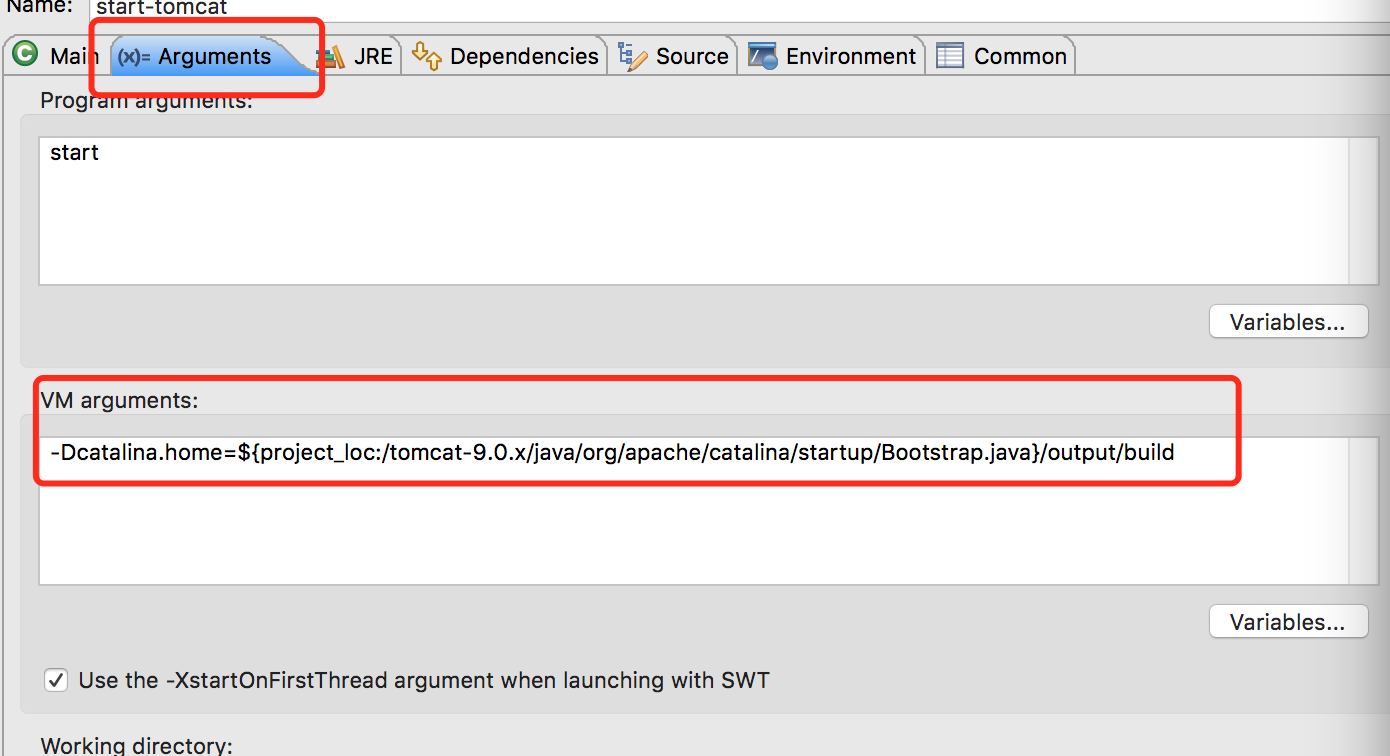 Name: start-tomcat
Main (x)= Arguments JRE Dependencies Source Environment Common
Program arguments:
start
Variables...
VM arguments:
-Dcatalina.home=${project_loc:/tomcat-9.0.x/java/org/apache/catalina/startup/Bootstrap.java}/output/build
Variables...
Use the -XstartOnFirstThread argument when launching with SWT
Working directory: